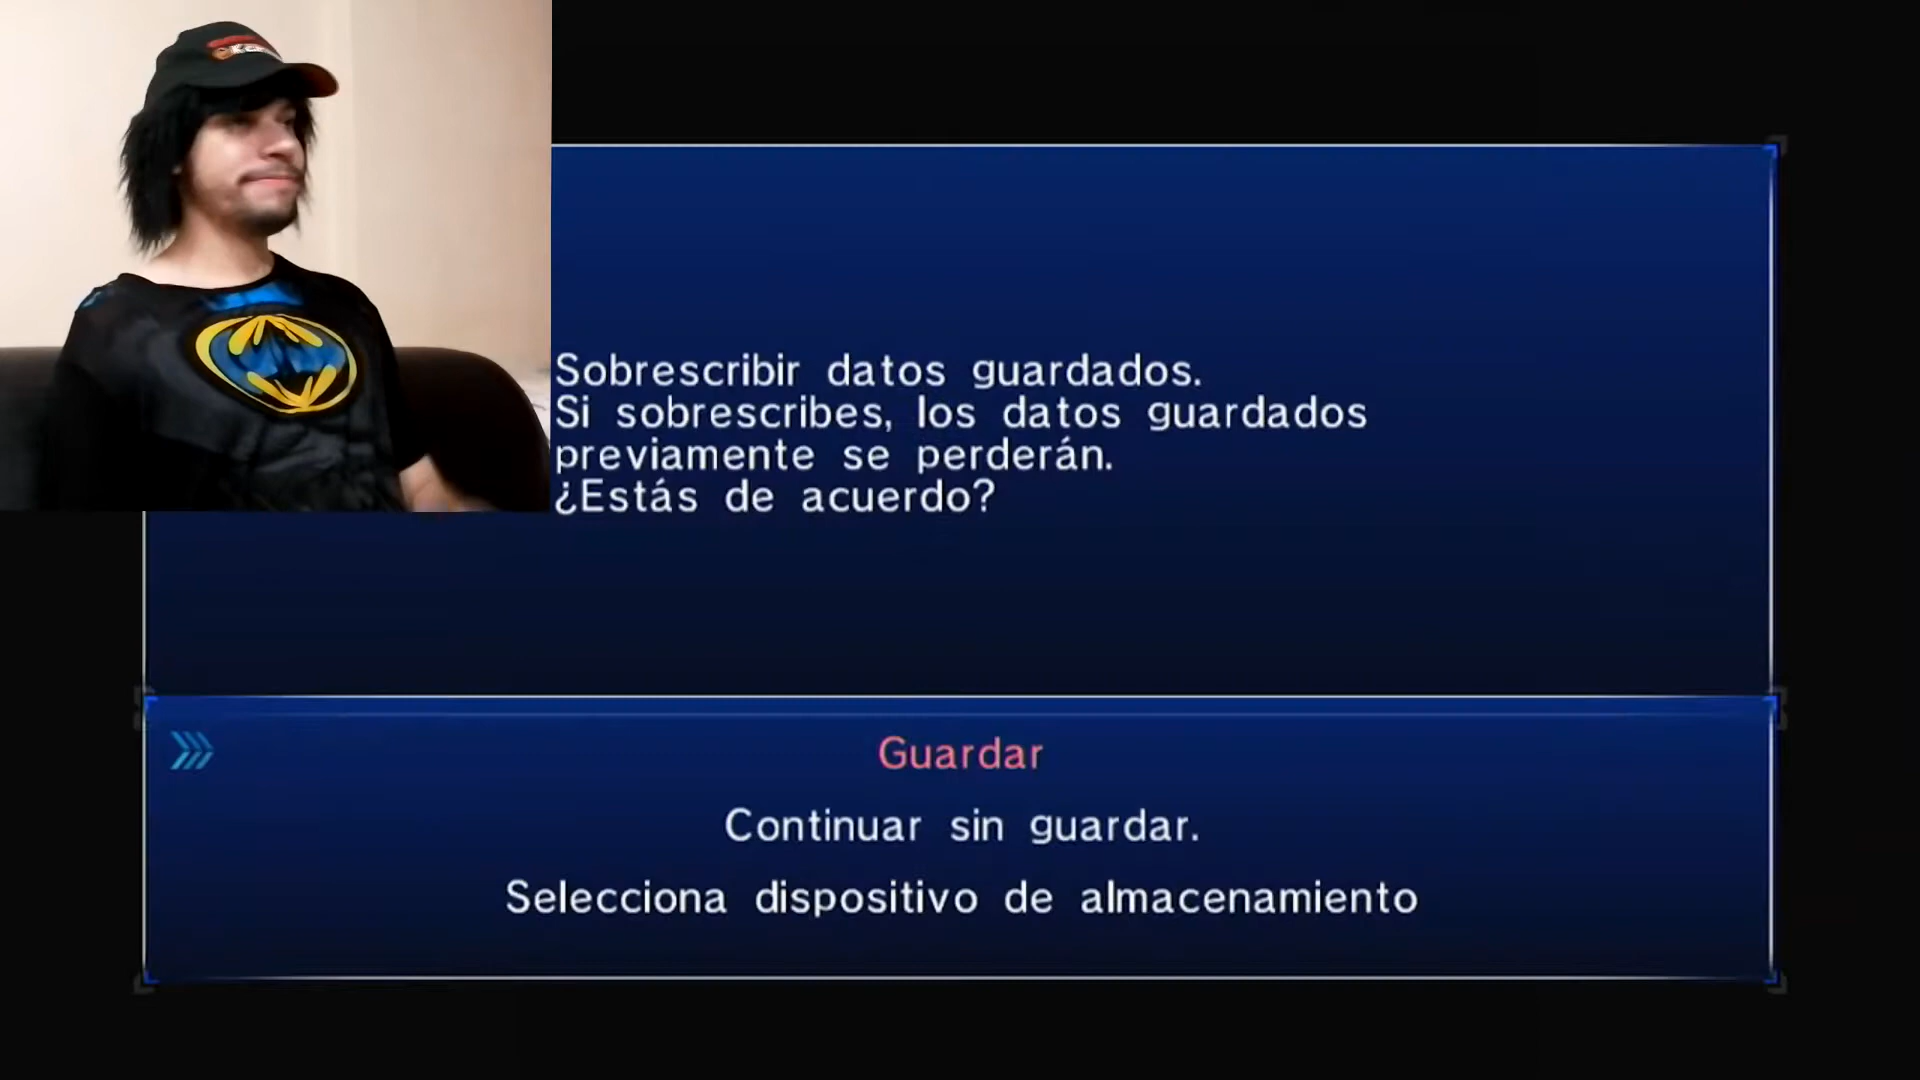 Sobrescribir datos guardados.
Si sobrescribes, los datos guardados
previamente se perderán.
¿Estás de acuerdo?
Guardar
Continuar sin guardar.
Selecciona dispositivo de almacenamiento